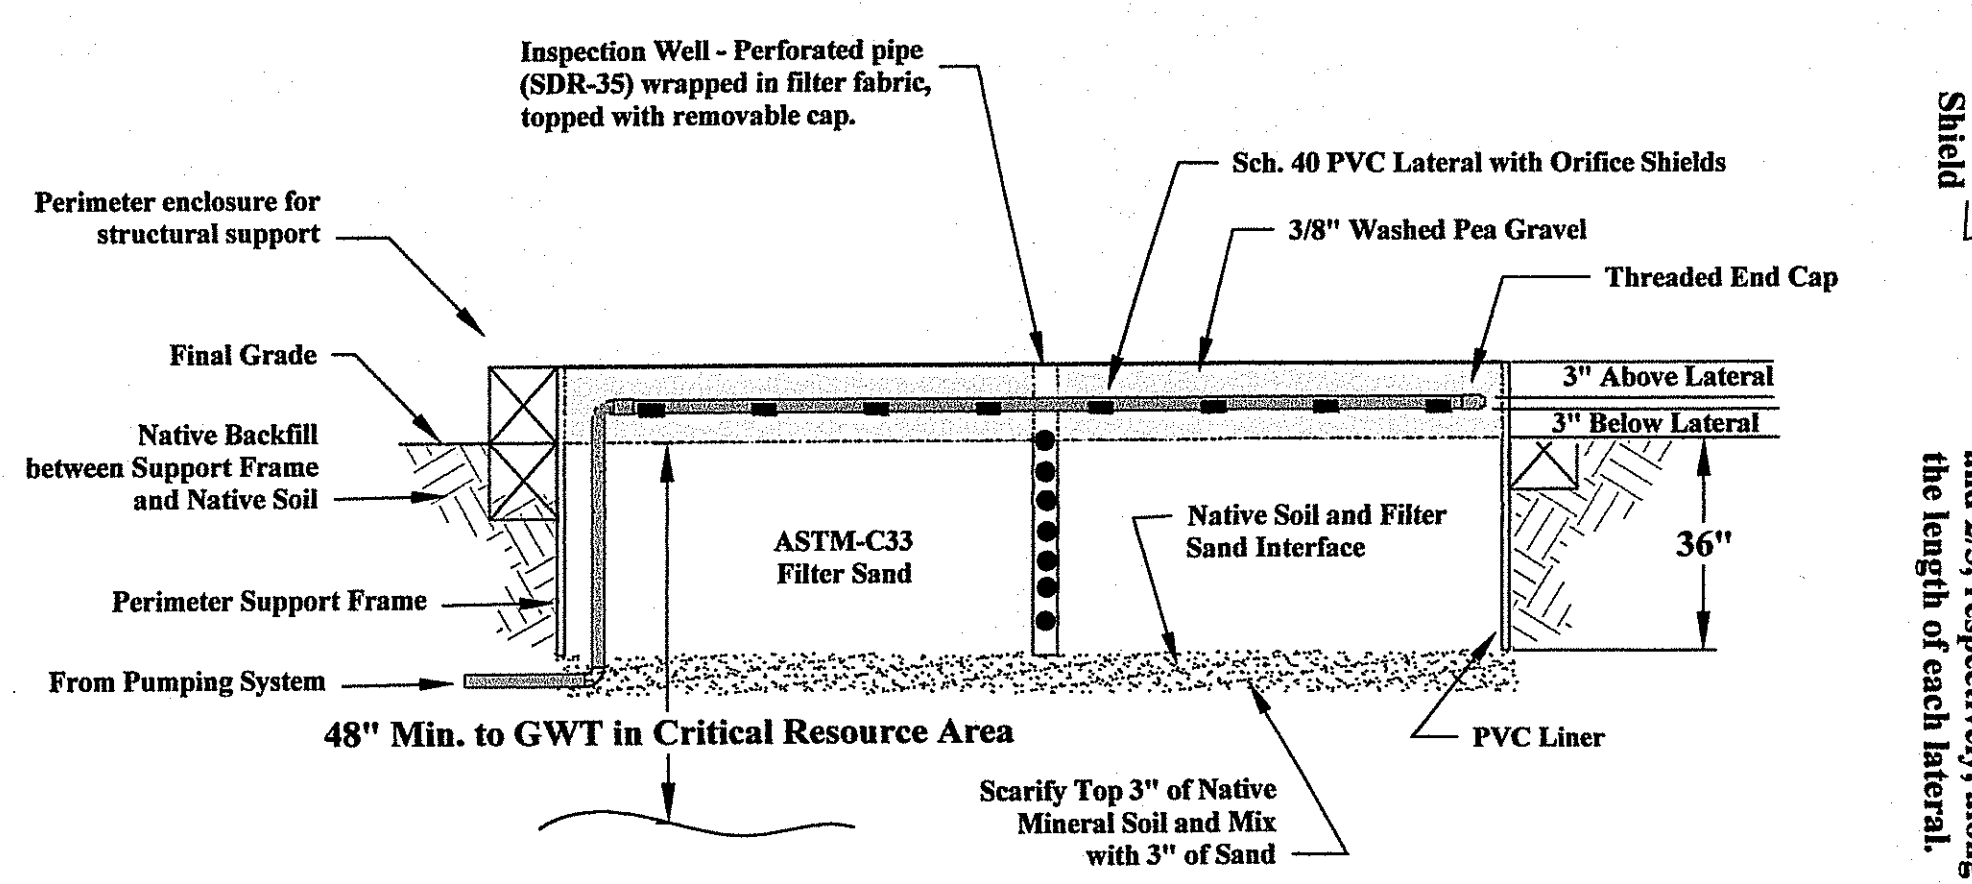 Inspection Well - Perforated pipe
(SDR-35) wrapped in filter fabric,
topped with removable cap.
Sch. 40 PVC Lateral with Orifice Shields
Perimeter enclosure for
structural support
3/8" Washed Pea Gravel
Threaded End Cap
Final Grade
3" Above Lateral
3" Below Lateral
Native Backfill
between Support Frame
and Native Soil
ASTM-C33
Filter Sand
Native Soil and Filter
Sand Interface
36"
Perimeter Support Frame
From Pumping System
48" Min. to GWT in Critical Resource Area
PVC Liner
Scarify Top 3" of Native
Mineral Soil and Mix
with 3" of Sand
Shield
the length of each lateral.